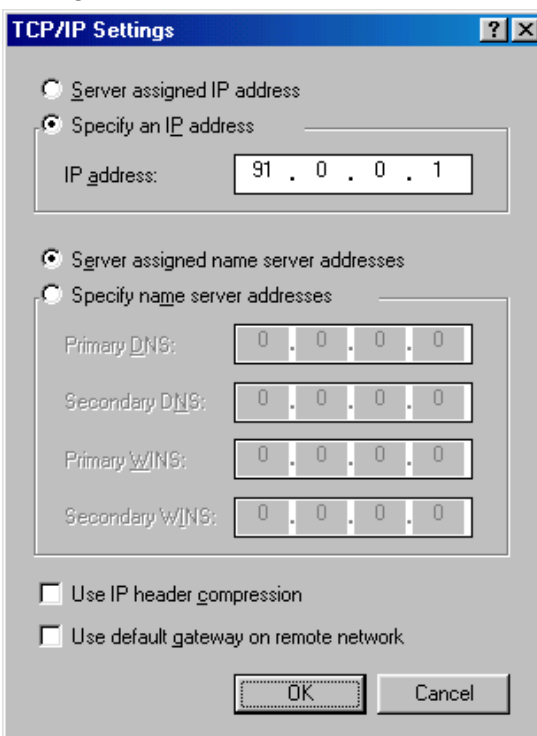 TCP/IP Settings ? ×
Server assigned IP address
Specify an IP address
IP address: 91 . 0 . 0 . 1
Server assigned name server addresses
Specify name server addresses
Primary DNS: 0 . 0 . 0 . 0
Secondary DNS: 0 . 0 . 0 . 0
Primary WINS: 0 . 0 . 0 . 0
Secondary WINS: 0 . 0 . 0 . 0
Use IP header compression
Use default gateway on remote network
OK Cancel